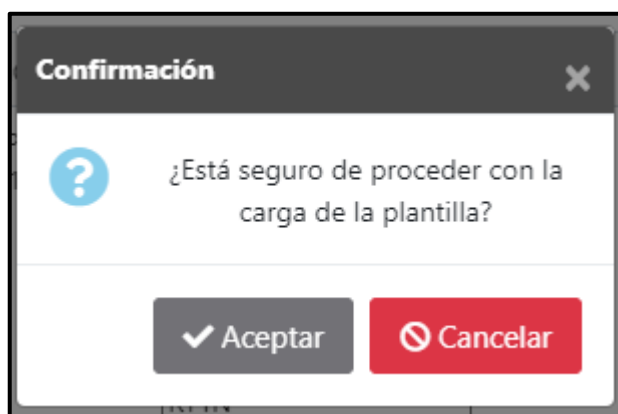 Confirmación
¿Está seguro de proceder con la
carga de la plantilla?
Aceptar
Cancelar